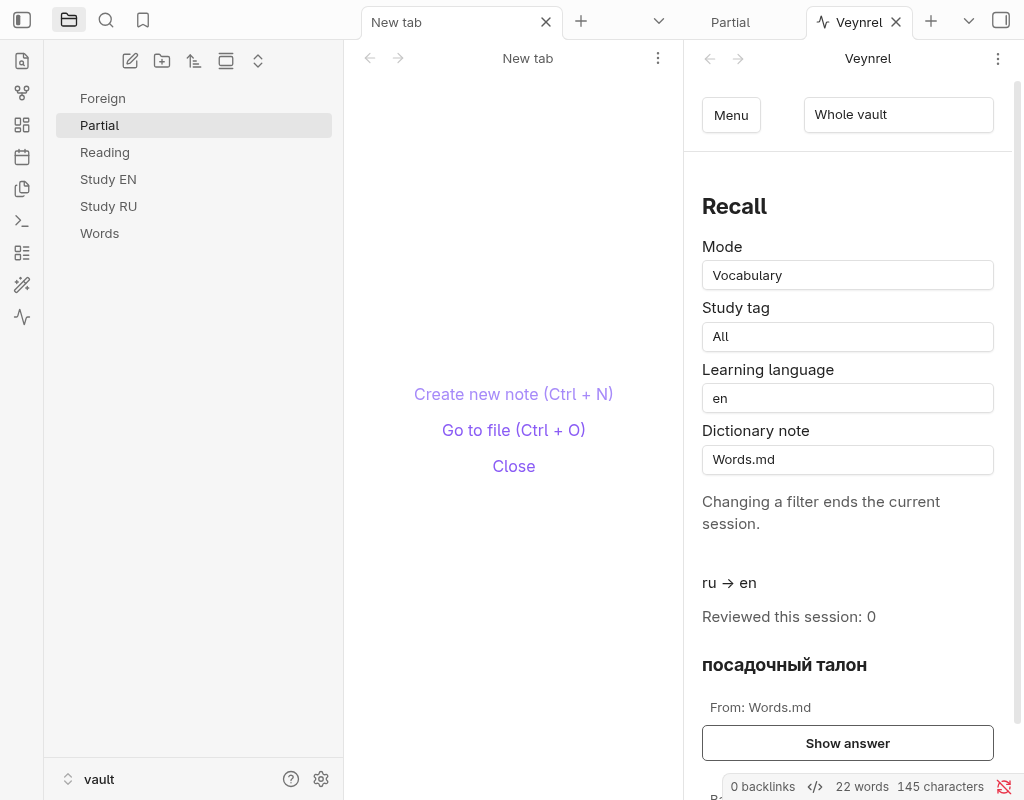 New tab
Partial
Veynrel
Foreign
Partial
Reading
Study EN
Study RU
Words
vault
New tab
Create new note (Ctrl + N)
Go to file (Ctrl + O)
Close
Veynrel
Menu
Whole vault
Recall
Mode
Vocabulary
Study tag
All
Learning language
en
Dictionary note
Words.md
Changing a filter ends the current
session.
ru → en
Reviewed this session: 0
посадочный талон
From: Words.md
Show answer
0 backlinks
22 words
145 characters